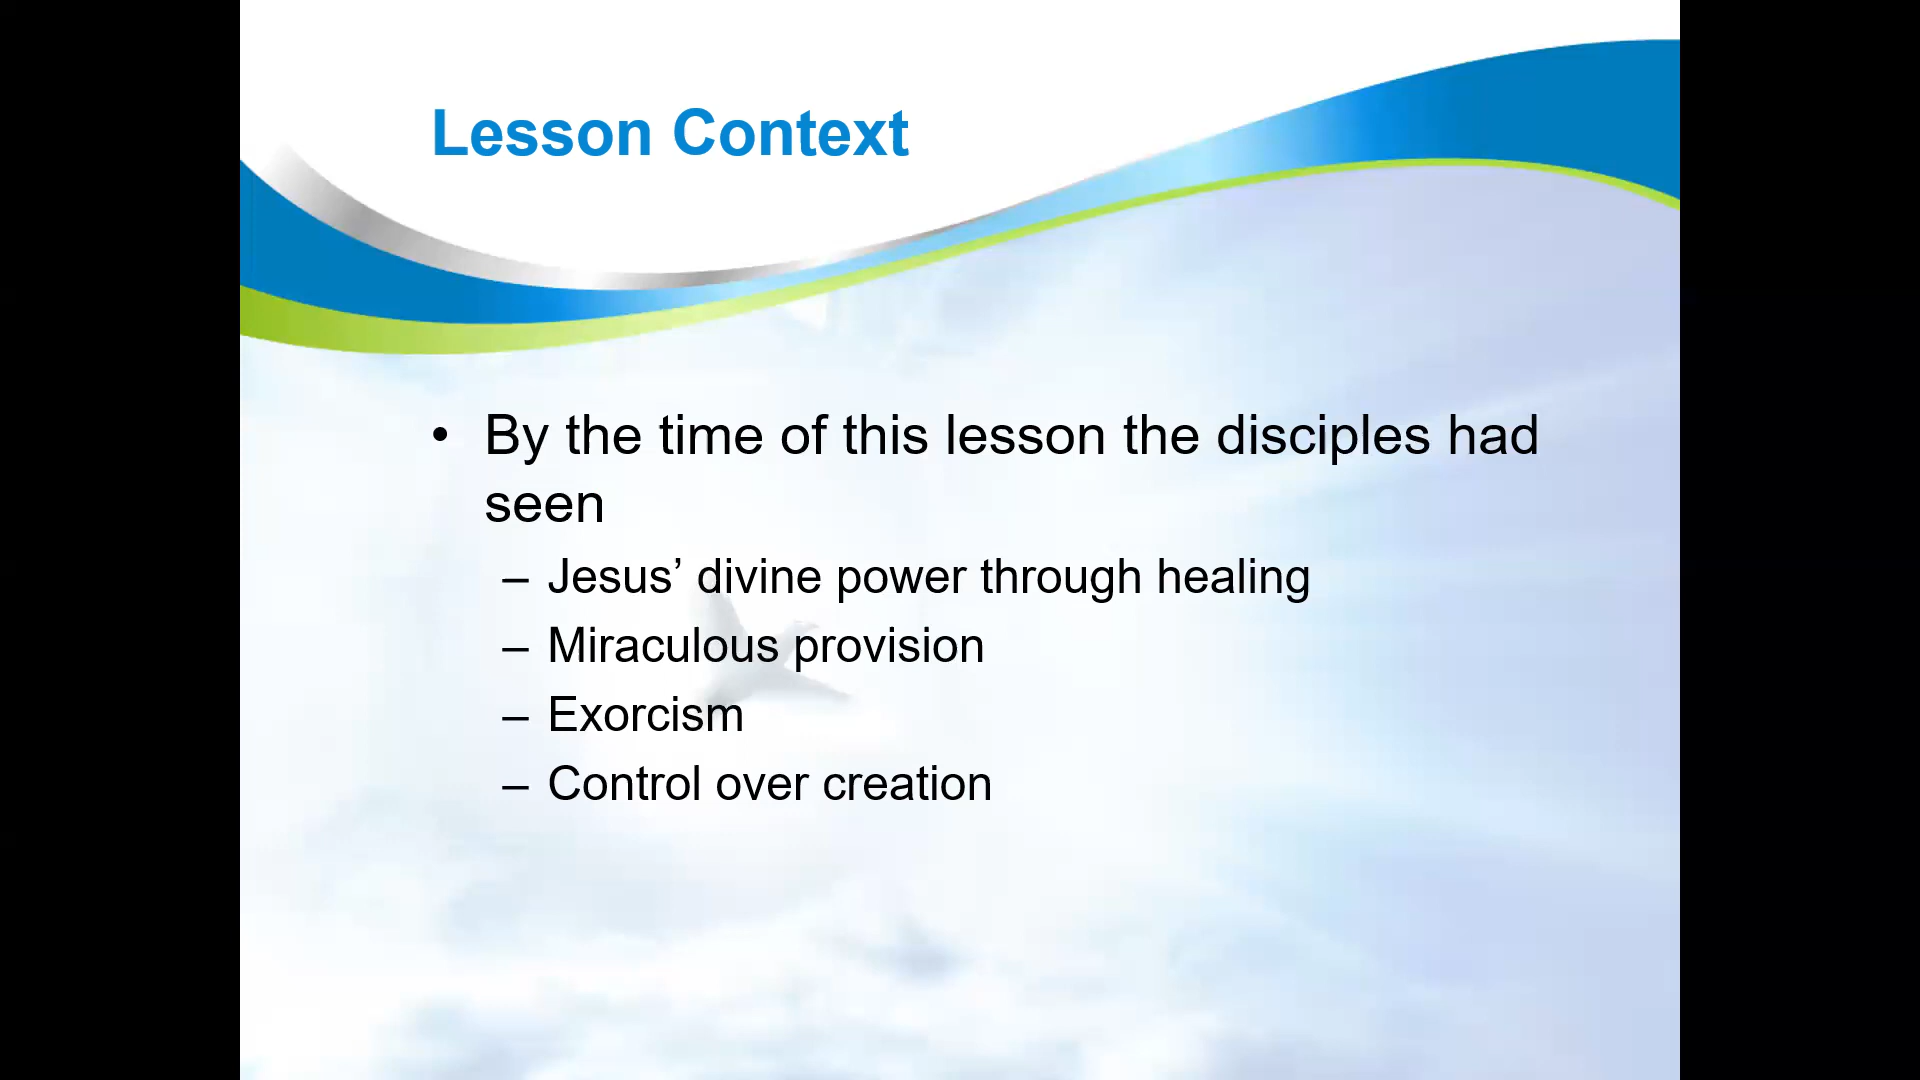 Lesson Context
• By the time of this lesson the disciples had
seen
– Jesus’ divine power through healing
– Miraculous provision
– Exorcism
– Control over creation